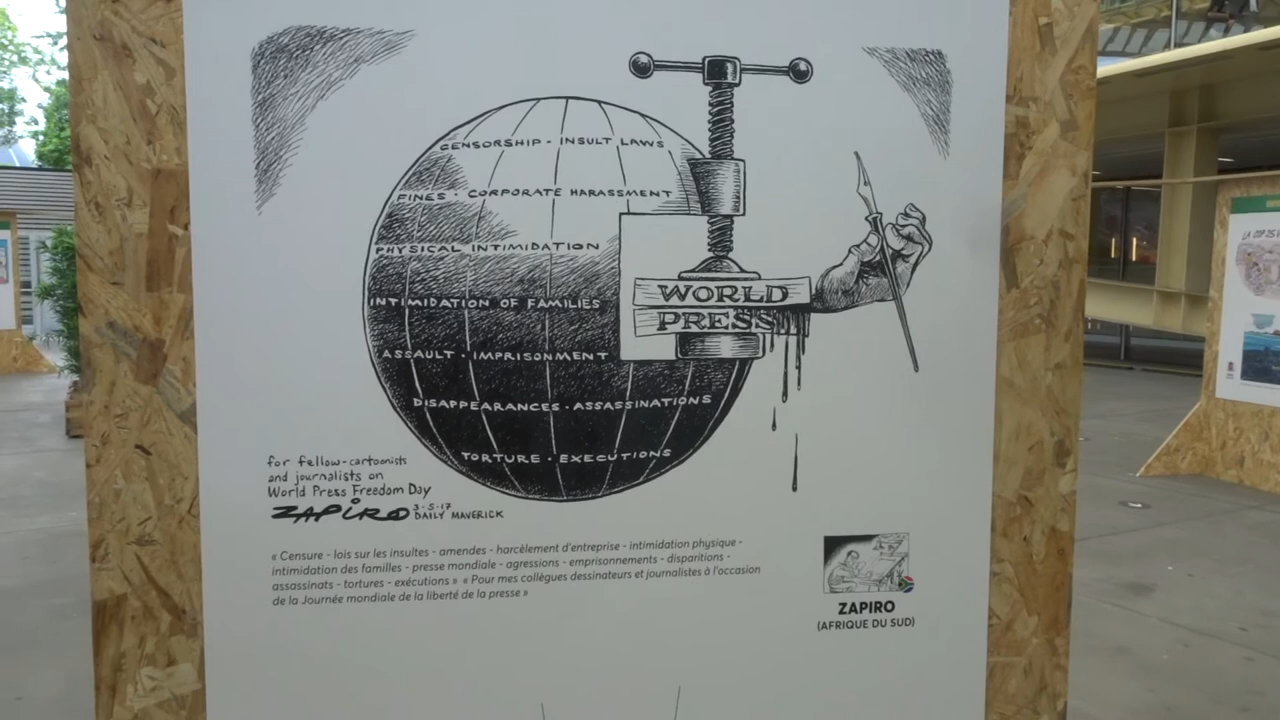 CENSORSHIP · INSULT LAWS
FINES · CORPORATE HARASSMENT
PHYSICAL INTIMIDATION
INTIMIDATION OF FAMILIES
ASSAULT · IMPRISONMENT
DISAPPEARANCES · ASSASSINATIONS
TORTURE · EXECUTIONS
WORLD
PRESS
for fellow-cartoonists
and journalists on
World Press Freedom Day
ZAPIRO 3-5-17
DAILY MAVERICK
« Censure - lois sur les insultes - amendes - harcèlement d'entreprise - intimidation physique -
intimidation des familles - presse mondiale - agressions - emprisonnements - disparitions -
assassinats - tortures - exécutions » « Pour mes collègues dessinateurs et journalistes à l'occasion
de la Journée mondiale de la liberté de la presse »
ZAPIRO
(AFRIQUE DU SUD)